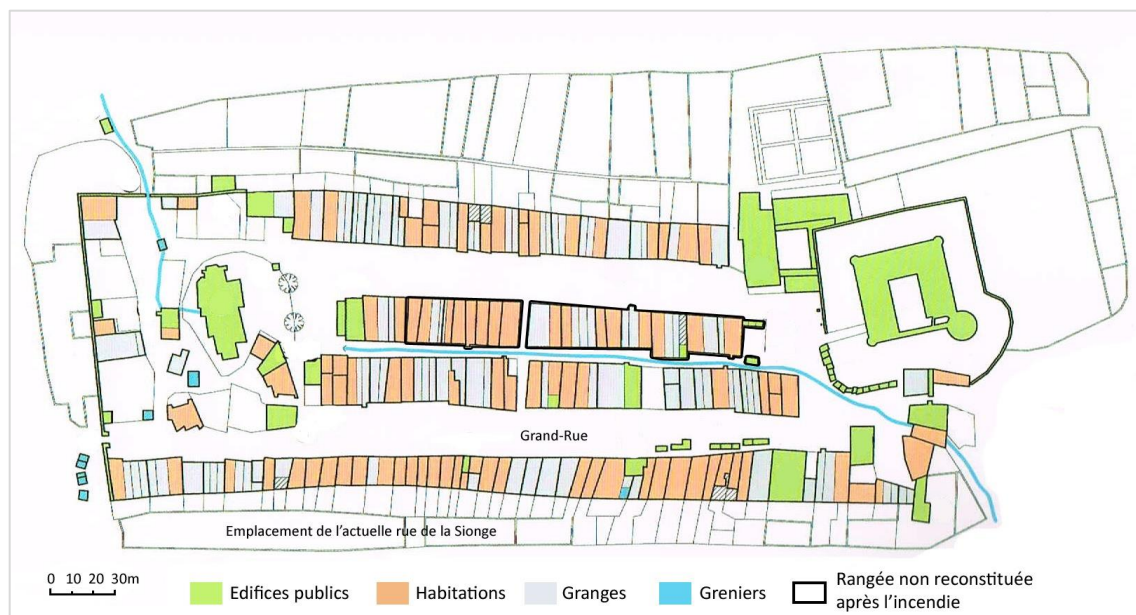 Grand-Rue
Emplacement de l'actuelle rue de la Sionge
0 10 20 30m
Edifices publics
Habitations
Granges
Greniers
Rangée non reconstituée
après l'incendie